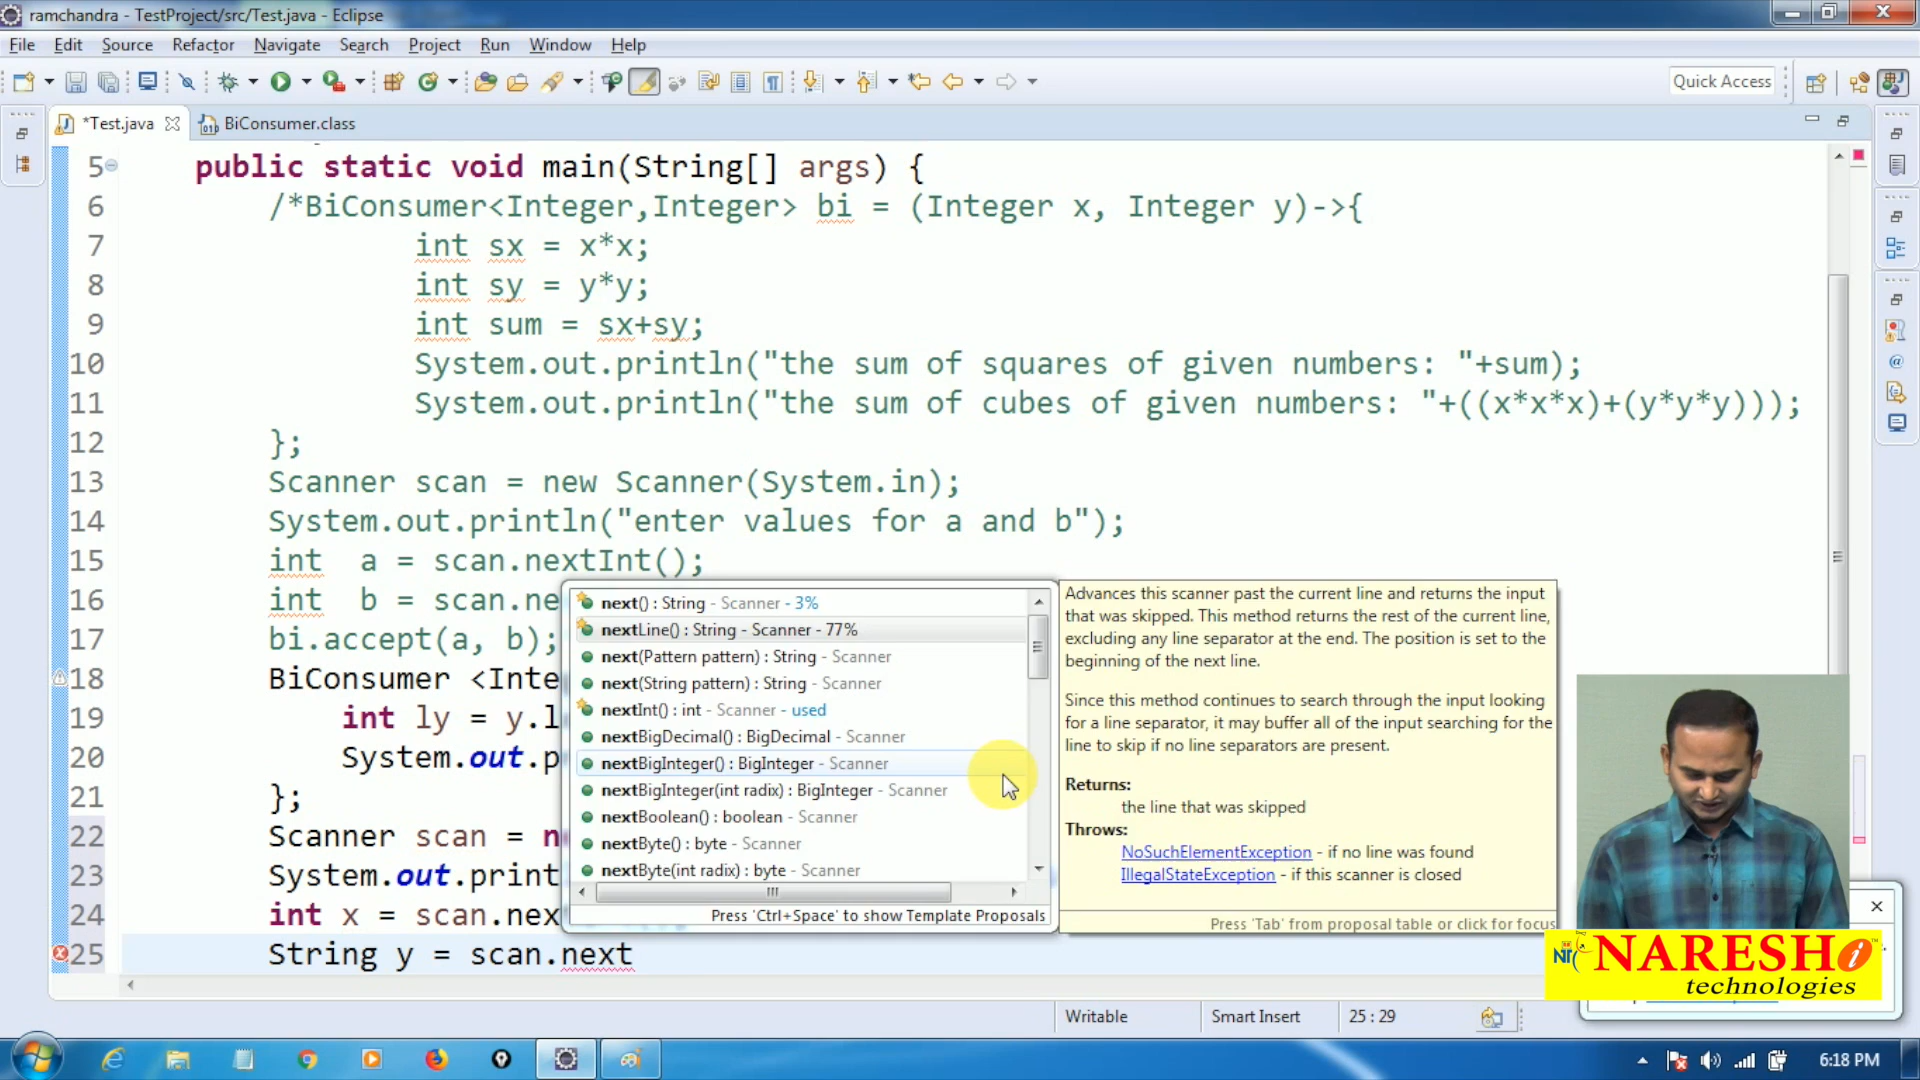 ramchandra - TestProject/src/Test.java - Eclipse
File Edit Source Refactor Navigate Search Project Run Window Help
Quick Access
*Test.java BiConsumer.class
5 public static void main(String[] args) {
6 /*BiConsumer<Integer,Integer> bi = (Integer x, Integer y)->{
7 int sx = x*x;
8 int sy = y*y;
9 int sum = sx+sy;
10 System.out.println("the sum of squares of given numbers: "+sum);
11 System.out.println("the sum of cubes of given numbers: "+((x*x*x)+(y*y*y)));
12 };
13 Scanner scan = new Scanner(System.in);
14 System.out.println("enter values for a and b");
15 int a = scan.nextInt();
16 int b = scan.ne
17 bi.accept(a, b);
18 BiConsumer <Inte
19 int ly = y.l
20 System.out.p
21 };
22 Scanner scan = n
23 System.out.print
24 int x = scan.nex
25 String y = scan.next
next() : String - Scanner - 3%
nextLine() : String - Scanner - 77%
next(Pattern pattern) : String - Scanner
next(String pattern) : String - Scanner
nextInt() : int - Scanner - used
nextBigDecimal() : BigDecimal - Scanner
nextBigInteger() : BigInteger - Scanner
nextBigInteger(int radix) : BigInteger - Scanner
nextBoolean() : boolean - Scanner
nextByte() : byte - Scanner
nextByte(int radix) : byte - Scanner
Press 'Ctrl+Space' to show Template Proposals
Advances this scanner past the current line and returns the input
that was skipped. This method returns the rest of the current line,
excluding any line separator at the end. The position is set to the
beginning of the next line.
Since this method continues to search through the input looking
for a line separator, it may buffer all of the input searching for the
line to skip if no line separators are present.
Returns:
the line that was skipped
Throws:
NoSuchElementException - if no line was found
IllegalStateException - if this scanner is closed
Press 'Tab' from proposal table or click for focus
NARESH i
technologies
Writable Smart Insert 25 : 29
6:18 PM